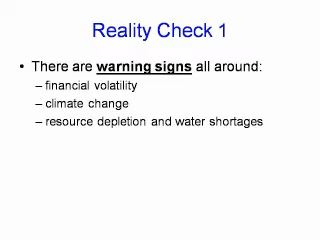 Reality Check 1
• There are warning signs all around:
– financial volatility
– climate change
– resource depletion and water shortages